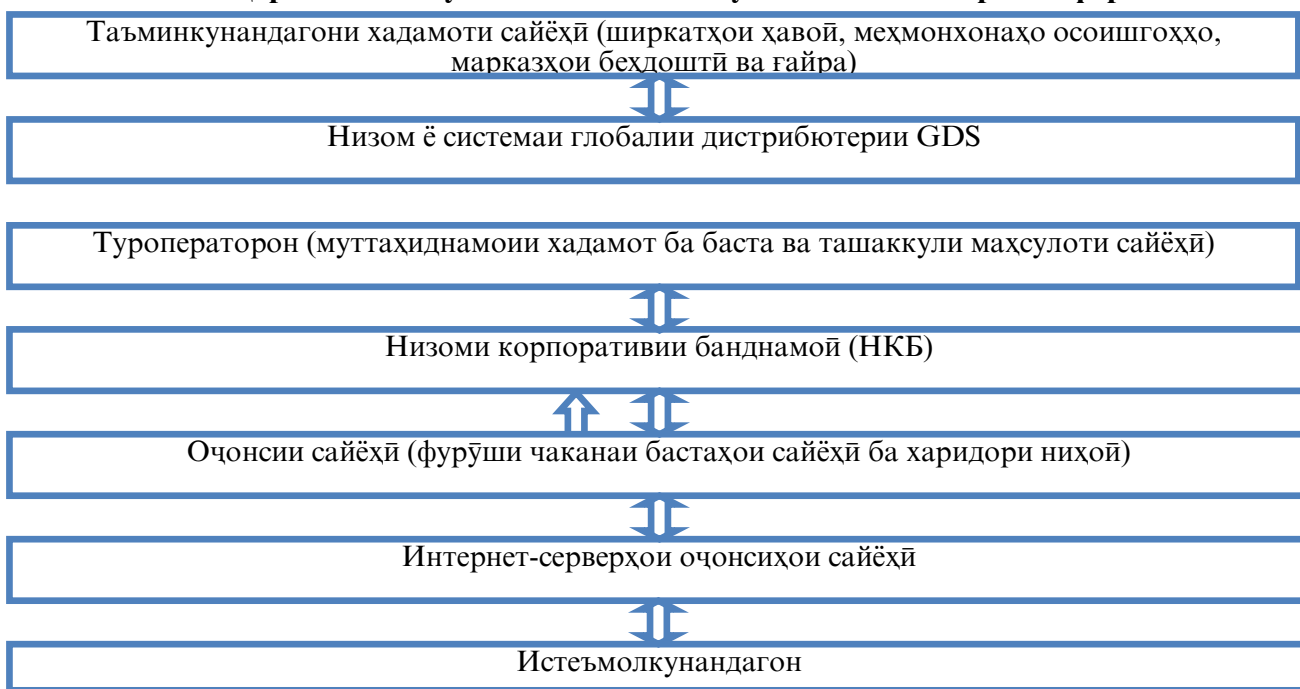 Таъминкунандагони хадамоти сайёҳӣ (ширкатҳои ҳавоӣ, меҳмонхонаҳо осоишгоҳҳо,
марказҳои беҳдоштӣ ва ғайра)
Низом ё системаи глобалии дистрибютерии GDS
Туроператорон (муттаҳиднамоии хадамот ба баста ва ташаккули маҳсулоти сайёҳӣ)
Низоми корпоративии банднамоӣ (НКБ)
Оҷонсии сайёҳӣ (фурӯши чаканаи бастаҳои сайёҳӣ ба харидори ниҳоӣ)
Интернет-серверҳои оҷонсиҳои сайёҳӣ
Истеъмолкунандагон